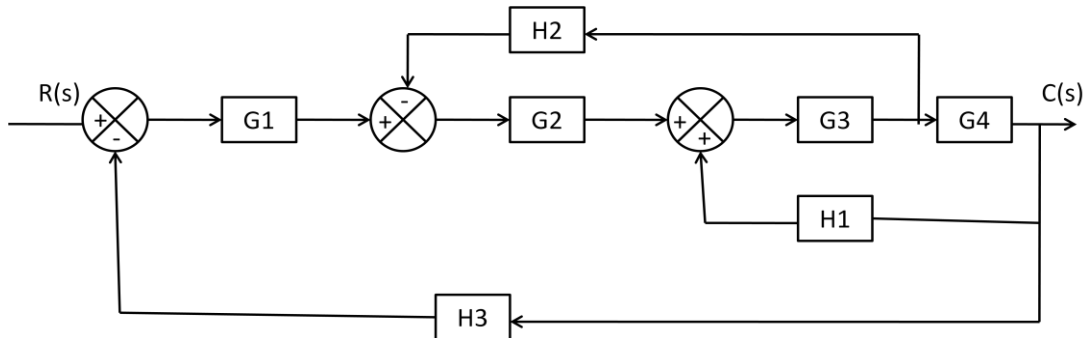 H2
R(s)
C(s)
-
+
+
+
G1
G2
G3
G4
-
+
H1
H3